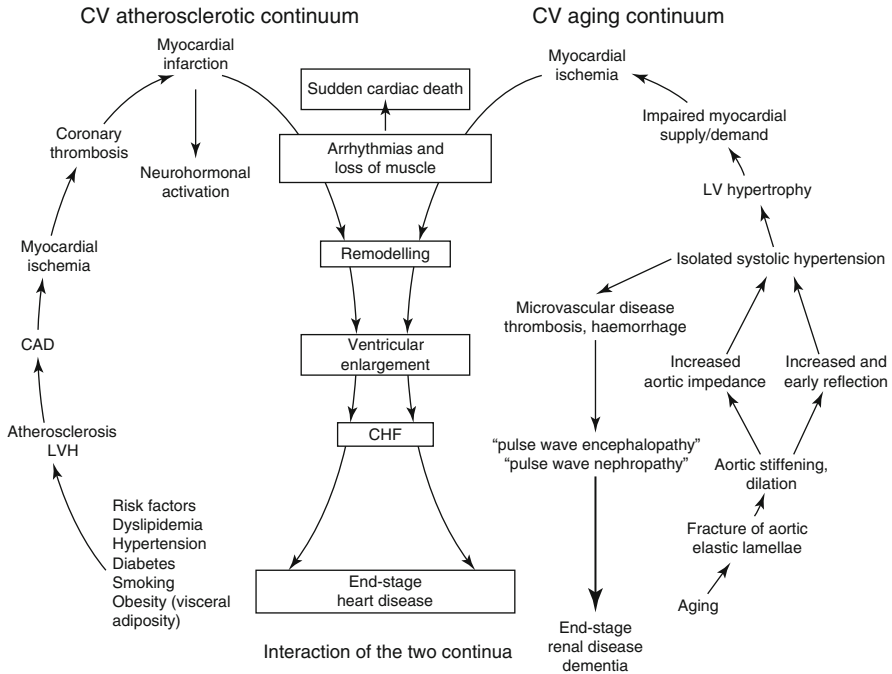 CV atherosclerotic continuum
CV aging continuum
Myocardial
infarction
Neurohormonal
activation
Coronary
thrombosis
Myocardial
ischemia
CAD
Atherosclerosis
LVH
Risk factors
Dyslipidemia
Hypertension
Diabetes
Smoking
Obesity (visceral
adiposity)
Sudden cardiac death
Arrhythmias and
loss of muscle
Remodelling
Ventricular
enlargement
CHF
End-stage
heart disease
Interaction of the two continua
Myocardial
ischemia
Impaired myocardial
supply/demand
LV hypertrophy
Isolated systolic hypertension
Microvascular disease
thrombosis, haemorrhage
Increased
aortic impedance
Increased and
early reflection
“pulse wave encephalopathy”
“pulse wave nephropathy”
Aortic stiffening,
dilation
Fracture of aortic
elastic lamellae
Aging
End-stage
renal disease
dementia